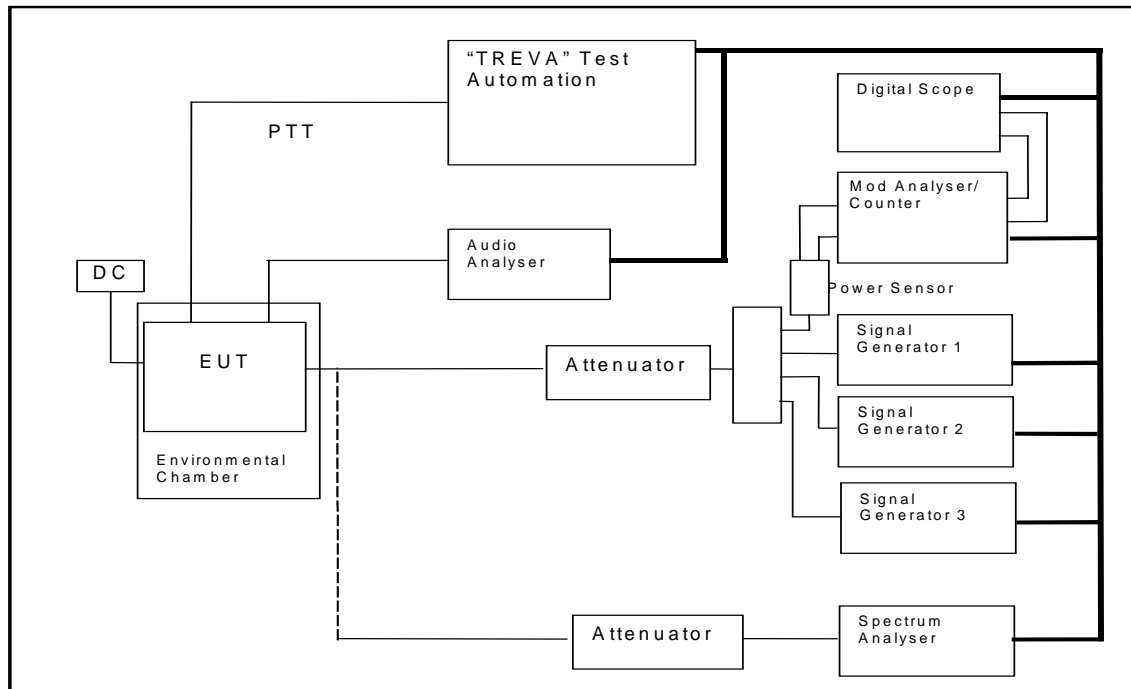 “TREVA” Test
Automation
Digital Scope
PTT
Mod Analyser/
Counter
Audio
Analyser
DC
Power Sensor
EUT
Attenuator
Signal
Generator 1
Signal
Generator 2
Environmental
Chamber
Signal
Generator 3
Attenuator
Spectrum
Analyser